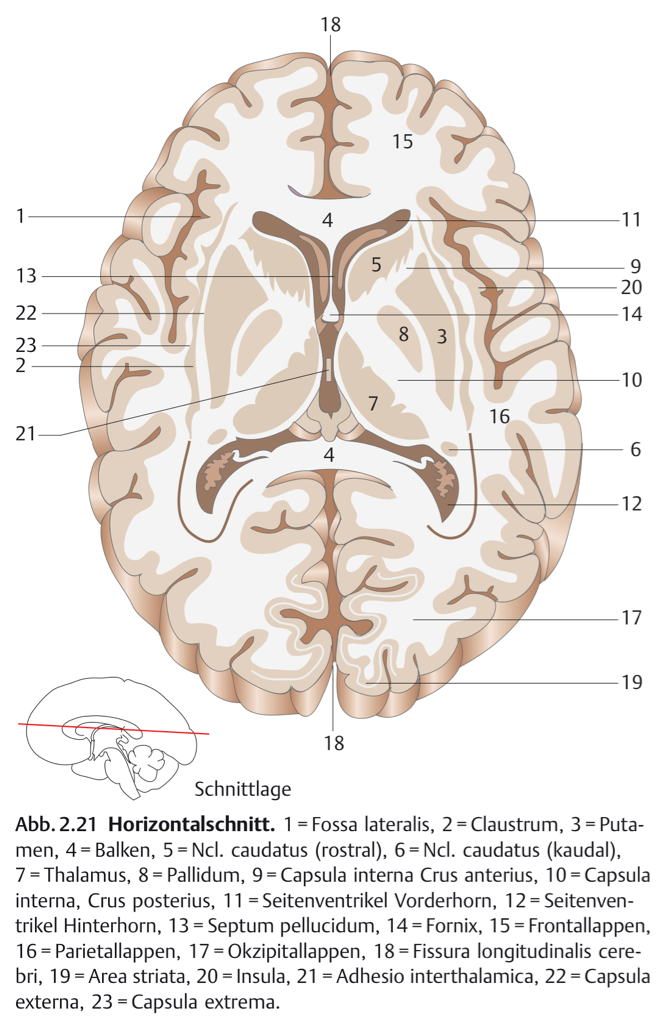 18
15
1
4
11
5
9
13
20
22
14
8
3
23
2
10
7
21
16
4
6
12
17
19
18
Schnittlage
Abb. 2.21 Horizontalschnitt. 1 = Fossa lateralis, 2 = Claustrum, 3 = Puta-
men, 4 = Balken, 5 = Ncl. caudatus (rostral), 6 = Ncl. caudatus (kaudal),
7 = Thalamus, 8 = Pallidum, 9 = Capsula interna Crus anterius, 10 = Capsula
interna, Crus posterius, 11 = Seitenventrikel Vorderhorn, 12 = Seitenven-
trikel Hinterhorn, 13 = Septum pellucidum, 14 = Fornix, 15 = Frontallappen,
16 = Parietallappen, 17 = Okzipitallappen, 18 = Fissura longitudinalis cere-
bri, 19 = Area striata, 20 = Insula, 21 = Adhesio interthalamica, 22 = Capsula
externa, 23 = Capsula extrema.